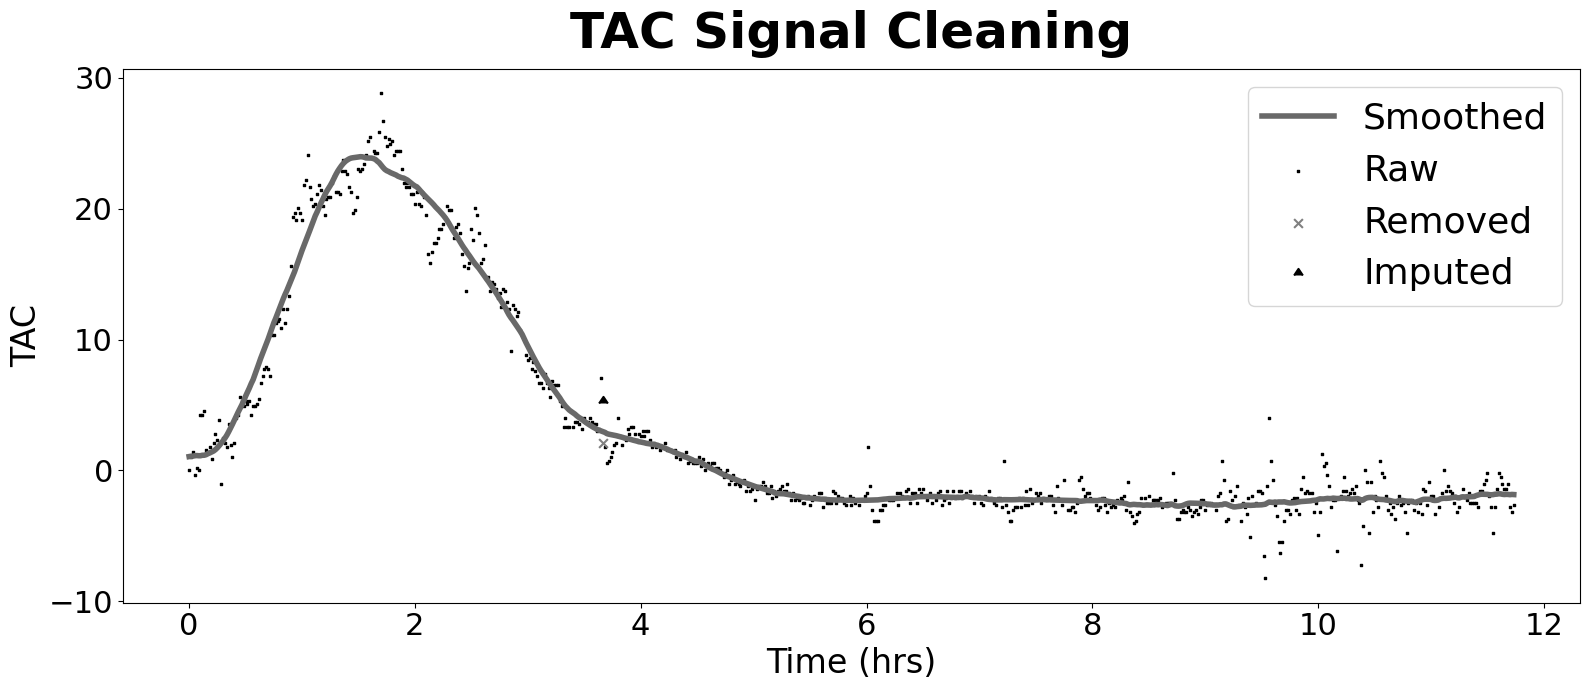 TAC Signal Cleaning
30
20
10
0
−10
TAC
Smoothed
Raw
Removed
Imputed
0 2 4 6 8 10 12
Time (hrs)